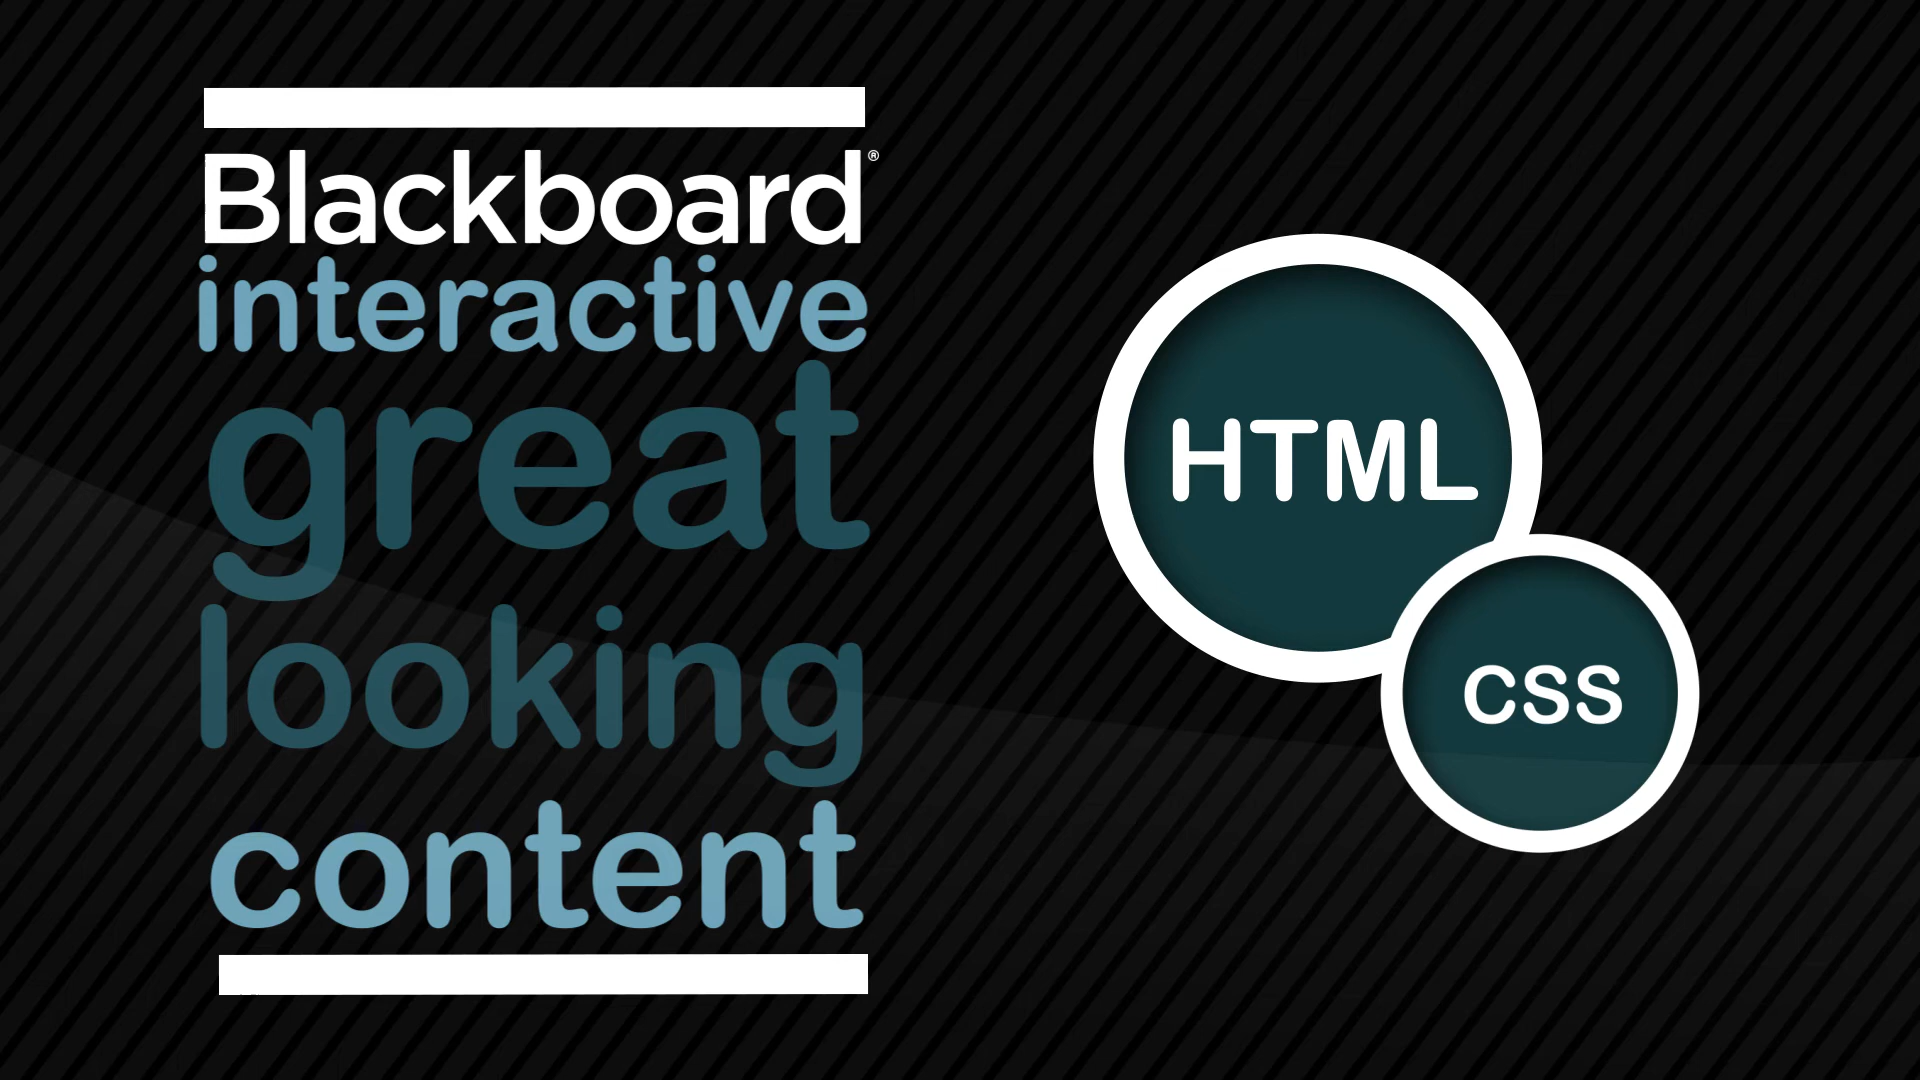 Blackboard®
interactive
great
looking
content
HTML
CSS